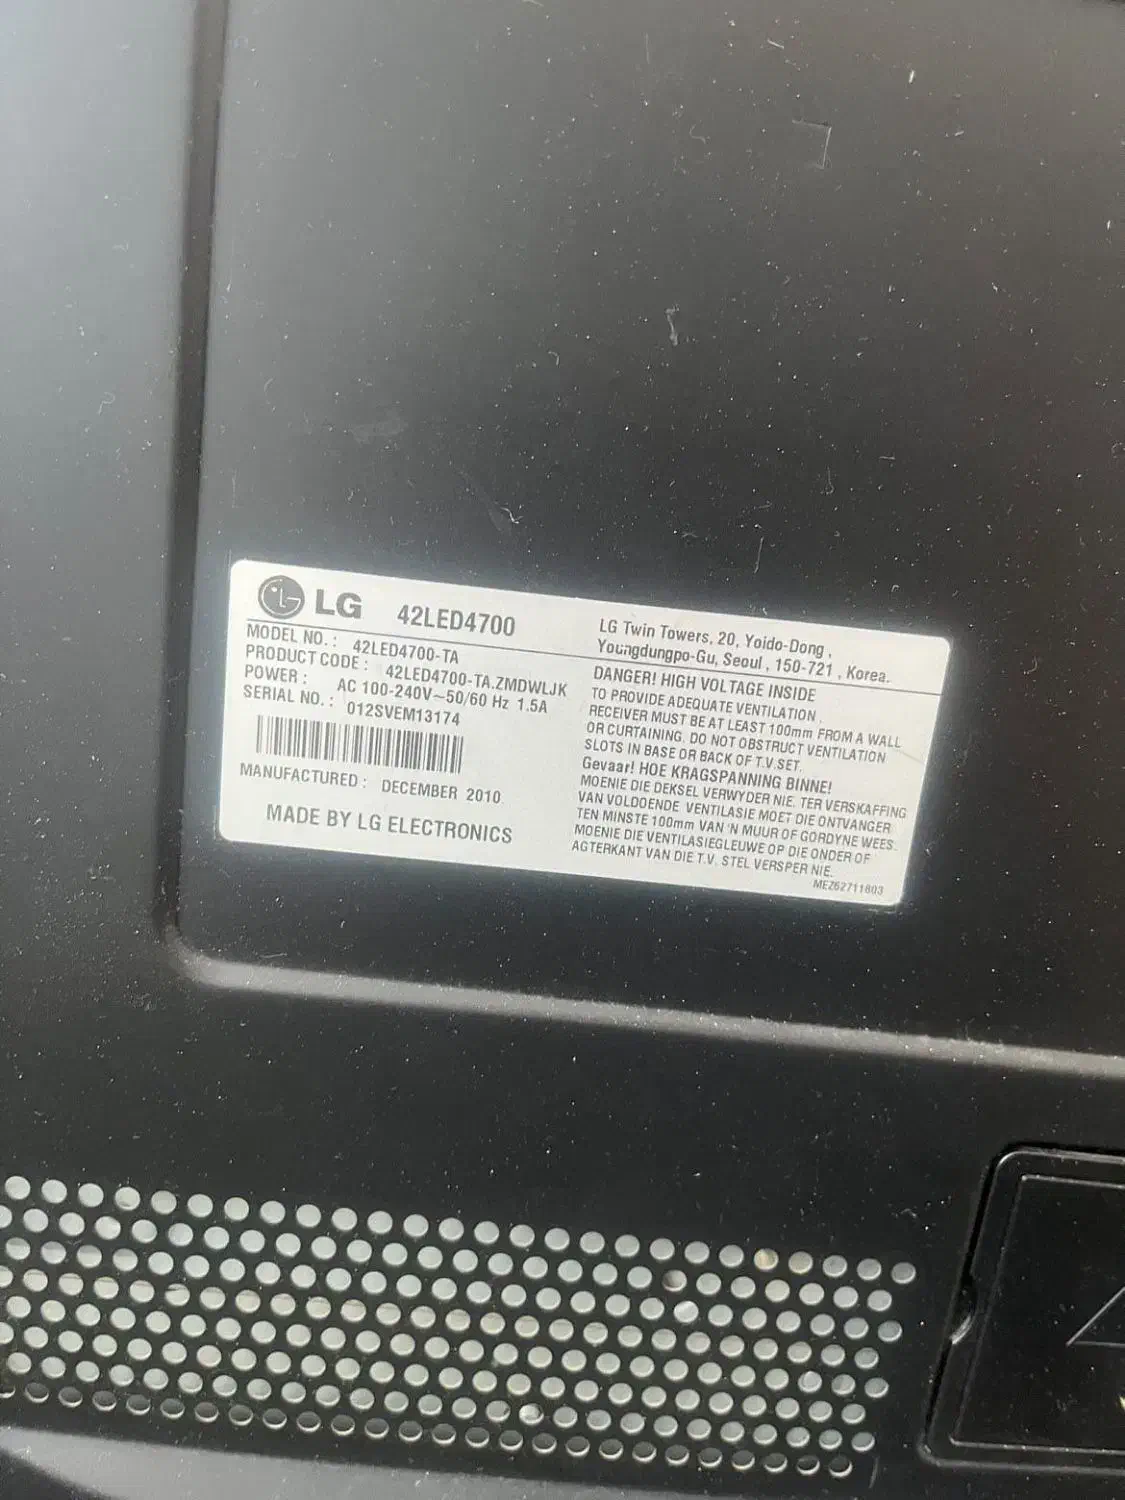 LG 42LED4700
MODEL NO. : 42LED4700-TA
PRODUCT CODE : 42LED4700-TA.ZMDWLJK
POWER : AC 100-240V~50/60 Hz 1.5A
SERIAL NO. : 012SVEM13174
MANUFACTURED : DECEMBER 2010
MADE BY LG ELECTRONICS
LG Twin Towers, 20, Yoido-Dong ,
Youngdungpo-Gu, Seoul , 150-721 , Korea.
DANGER! HIGH VOLTAGE INSIDE
TO PROVIDE ADEQUATE VENTILATION ,
RECEIVER MUST BE AT LEAST 100mm FROM A WALL
OR CURTAINING. DO NOT OBSTRUCT VENTILATION
SLOTS IN BASE OR BACK OF T.V.SET.
Gevaar! HOE KRAGSPANNING BINNE!
MOENIE DIE DEKSEL VERWYDER NIE. TER VERSKAFFING
VAN VOLDOENDE VENTILASIE MOET DIE ONTVANGER
TEN MINSTE 100mm VAN 'N MUUR OF GORDYNE WEES.
MOENIE DIE VENTILASIEGLEUWE OP DIE ONDER OF
AGTERKANT VAN DIE T.V. STEL VERSPER NIE.
MEZ62711803